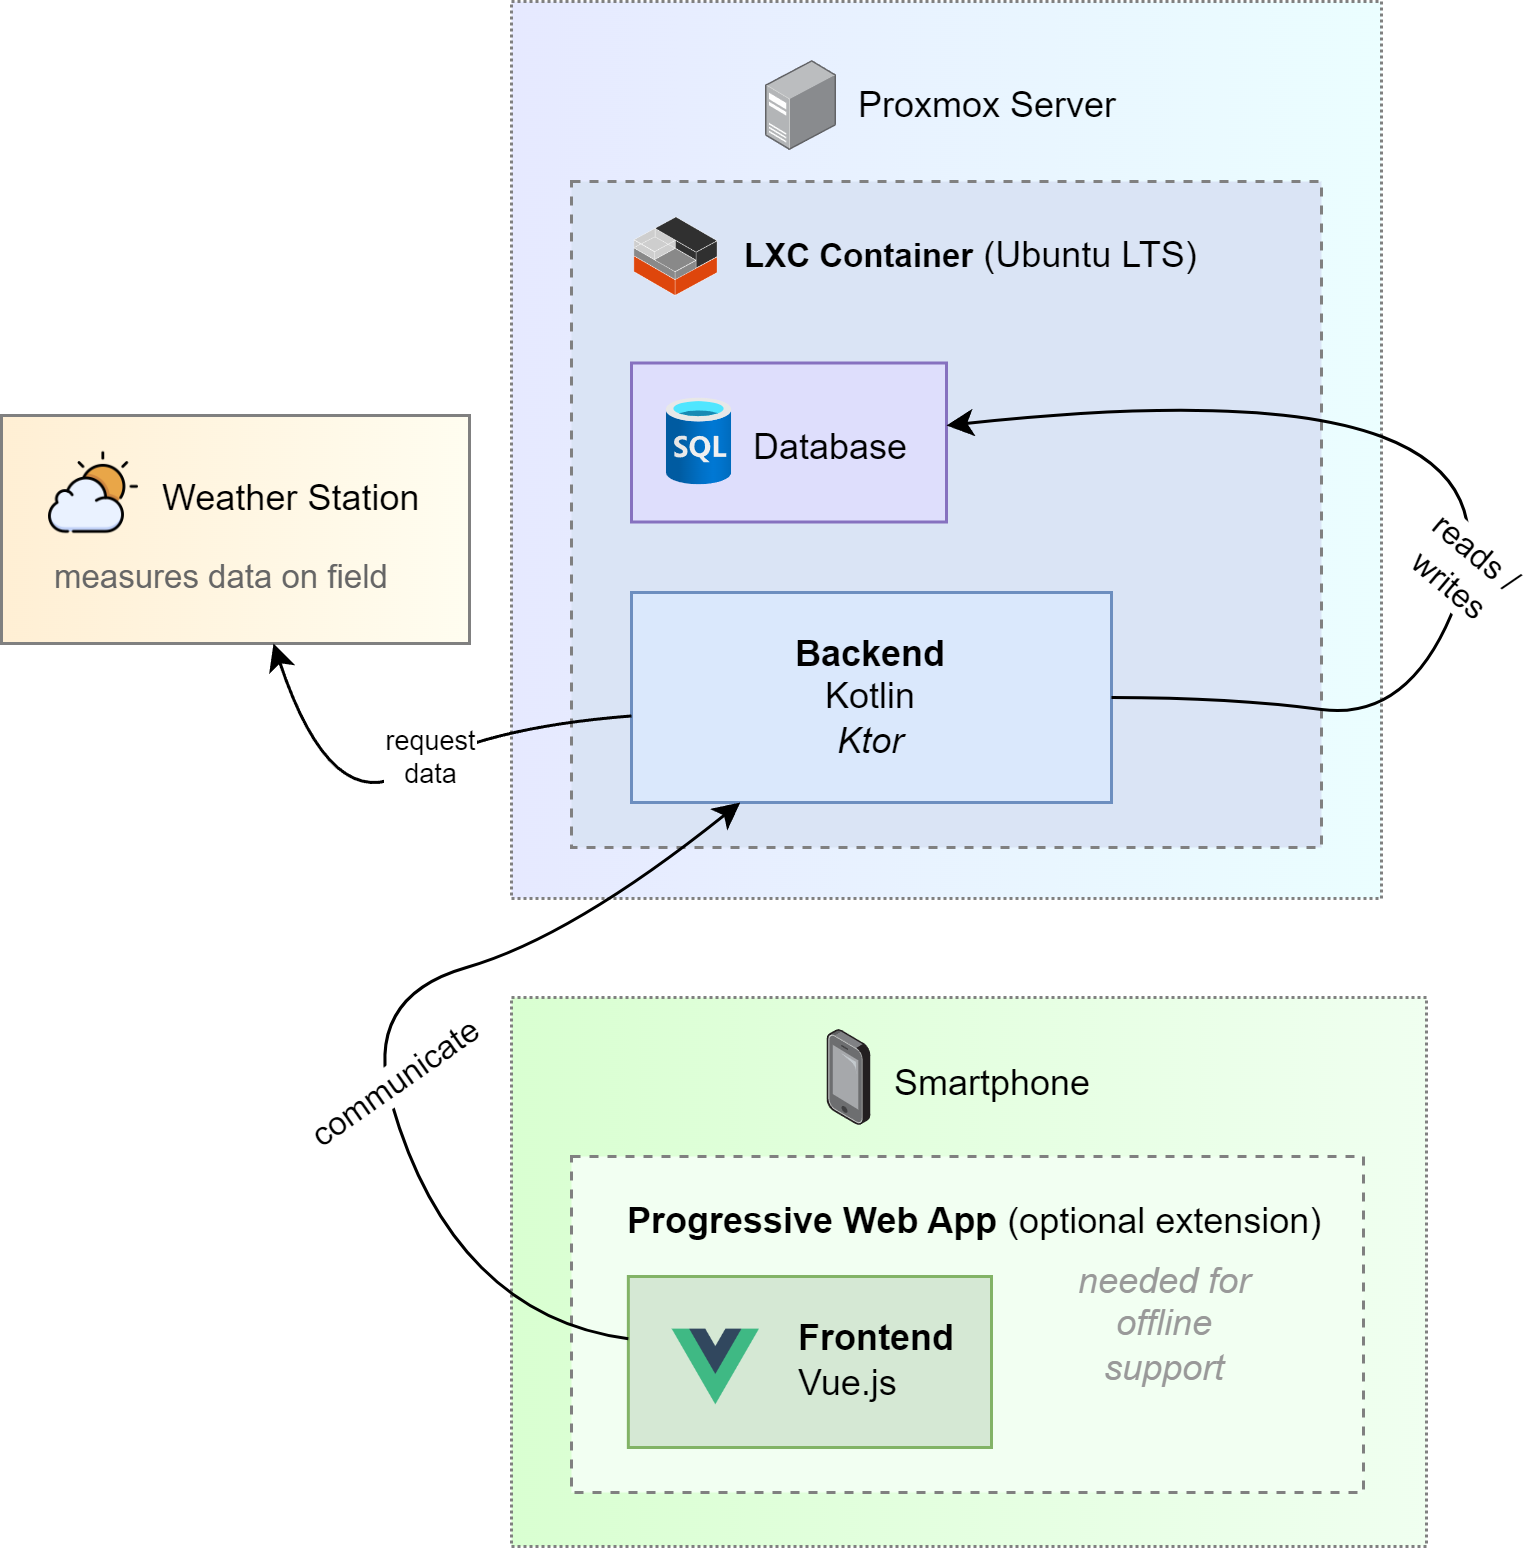 Proxmox Server
LXC Container (Ubuntu LTS)
SQL
Database
Weather Station
measures data on field
reads /
writes
Backend
Kotlin
Ktor
request
data
communicate
Smartphone
Progressive Web App (optional extension)
needed for
offline
support
Frontend
Vue.js